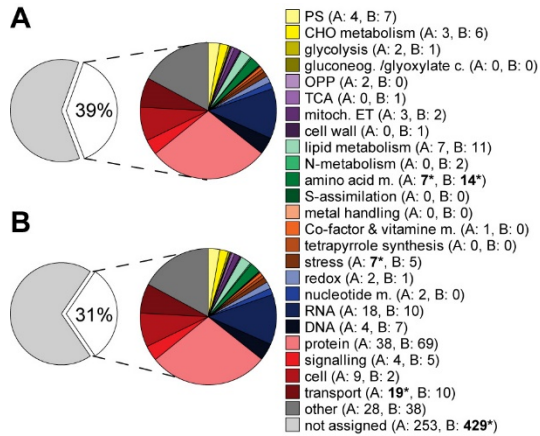 A
39%
B
31%
PS (A: 4, B: 7)
CHO metabolism (A: 3, B: 6)
glycolysis (A: 2, B: 1)
gluconeog. /glyoxylate c. (A: 0, B: 0)
OPP (A: 2, B: 0)
TCA (A: 0, B: 1)
mitoch. ET (A: 3, B: 2)
cell wall (A: 0, B: 1)
lipid metabolism (A: 7, B: 11)
N-metabolism (A: 0, B: 2)
amino acid m. (A: 7*, B: 14*)
S-assimilation (A: 0, B: 0)
metal handling (A: 0, B: 0)
Co-factor & vitamine m. (A: 1, B: 0)
tetrapyrrole synthesis (A: 0, B: 0)
stress (A: 7*, B: 5)
redox (A: 2, B: 1)
nucleotide m. (A: 2, B: 0)
RNA (A: 18, B: 10)
DNA (A: 4, B: 7)
protein (A: 38, B: 69)
signalling (A: 4, B: 5)
cell (A: 9, B: 2)
transport (A: 19*, B: 10)
other (A: 28, B: 38)
not assigned (A: 253, B: 429*)